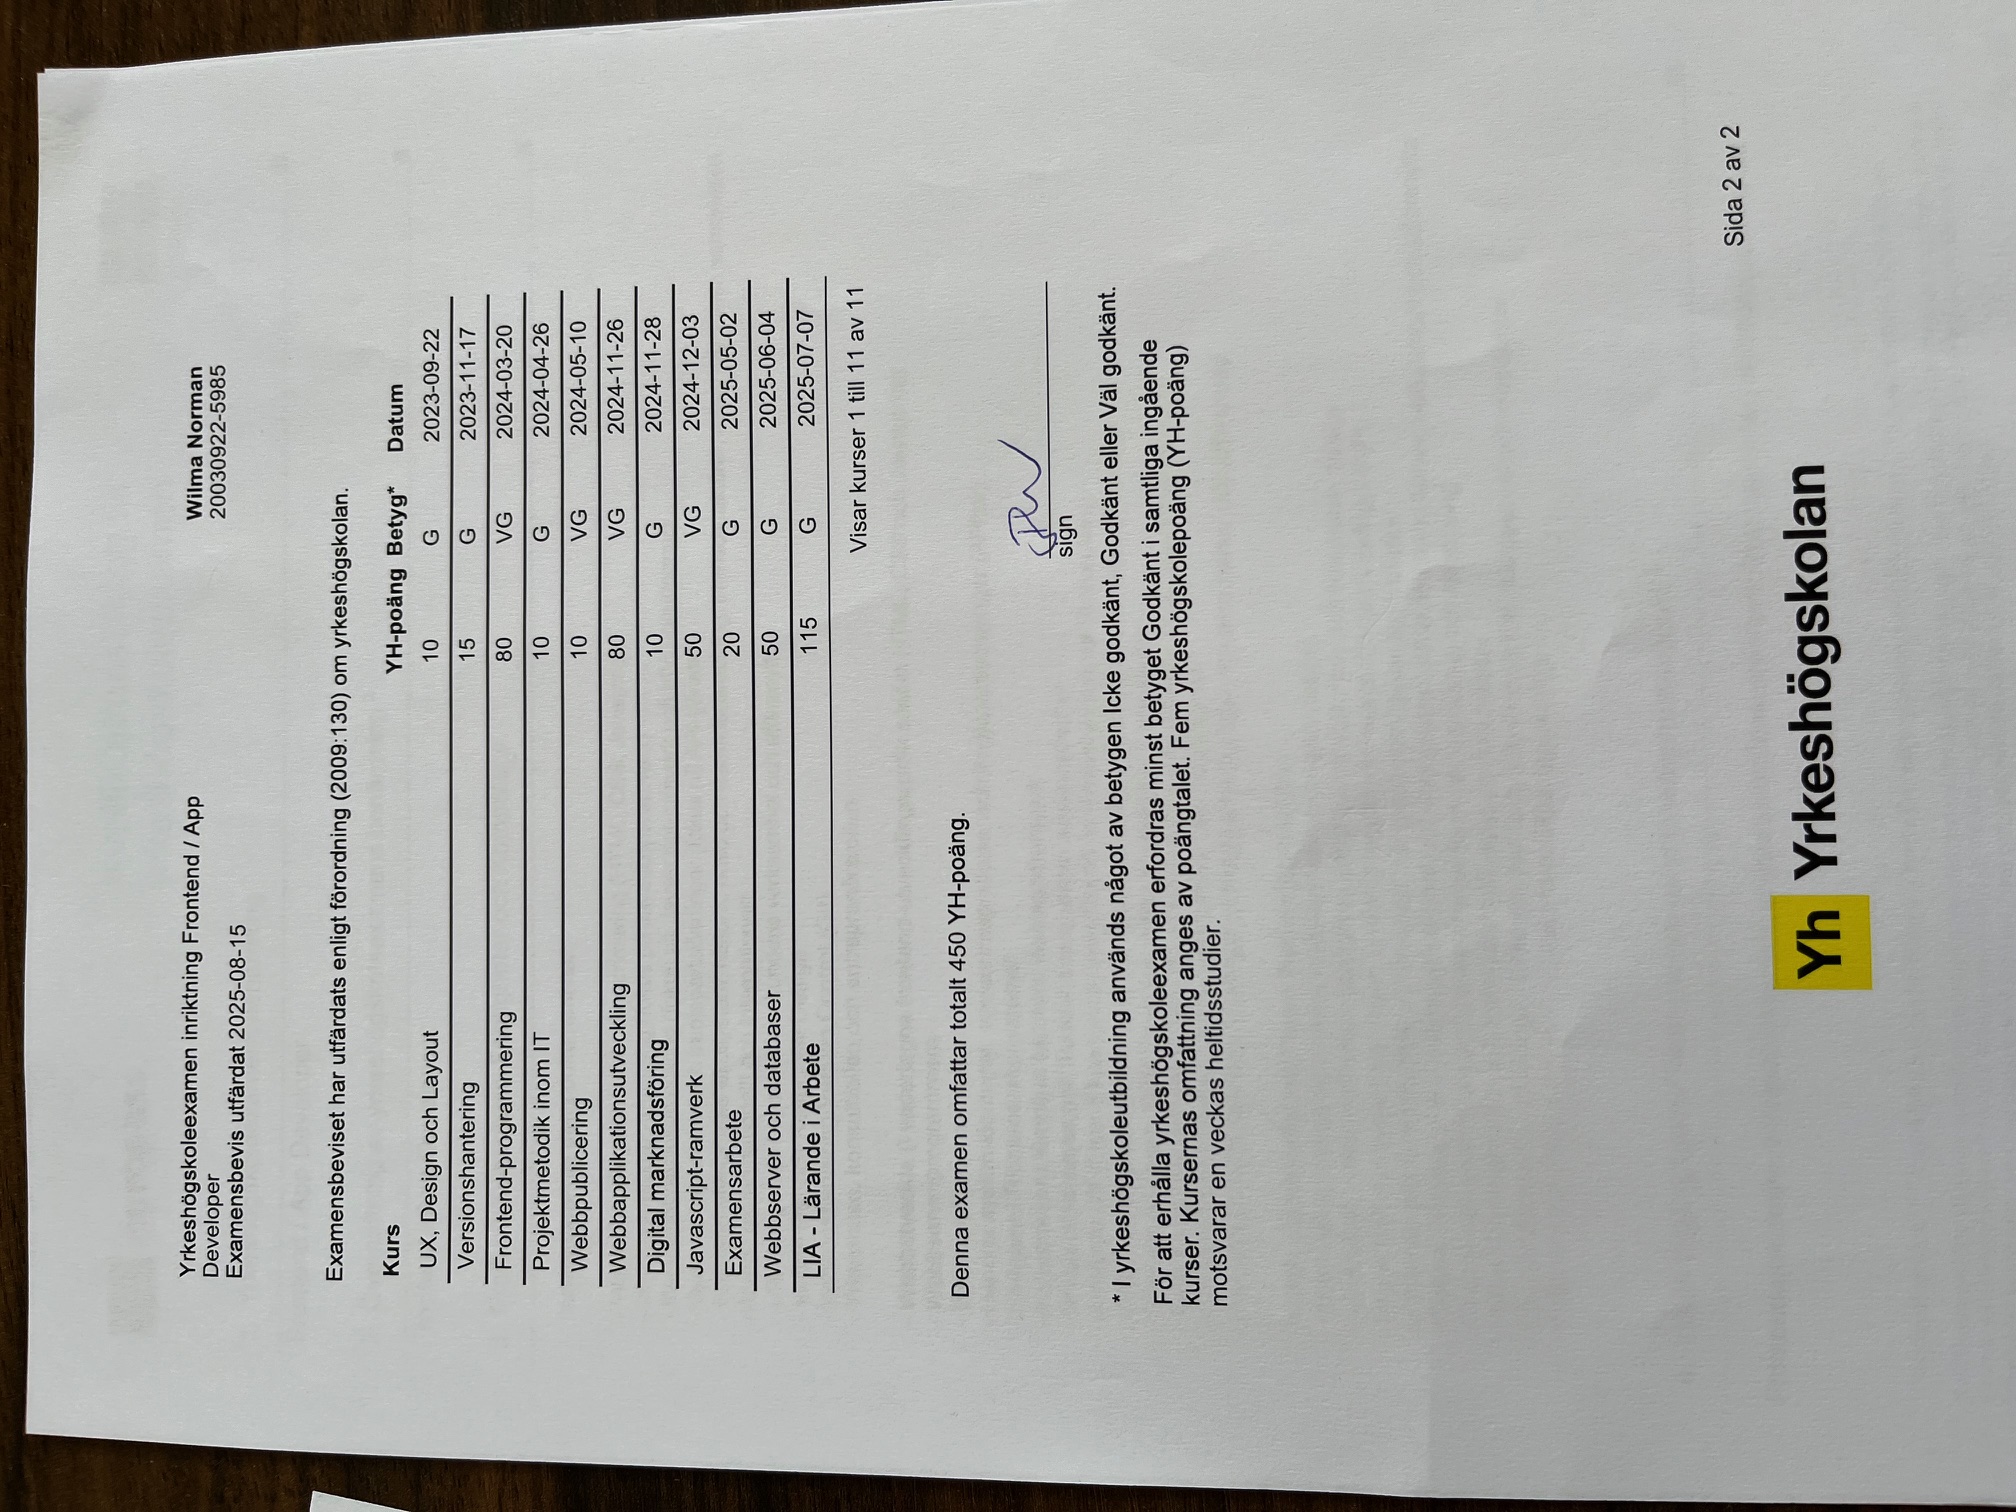 Yrkeshögskoleexamen inriktning Frontend / App
Developer
Examensbevis utfärdat 2025-08-15
Wilma Norman
20030922-5985
Examensbeviset har utfärdats enligt förordning (2009:130) om yrkeshögskolan.
Kurs YH-poäng Betyg* Datum
UX, Design och Layout 10 G 2023-09-22
Versionshantering 15 G 2023-11-17
Frontend-programmering 80 VG 2024-03-20
Projektmetodik inom IT 10 G 2024-04-26
Webbpublicering 10 VG 2024-05-10
Webbapplikationsutveckling 80 VG 2024-11-26
Digital marknadsföring 10 G 2024-11-28
Javascript-ramverk 50 VG 2024-12-03
Examensarbete 20 G 2025-05-02
Webbserver och databaser 50 G 2025-06-04
LIA - Lärande i Arbete 115 G 2025-07-07
Visar kurser 1 till 11 av 11
Denna examen omfattar totalt 450 YH-poäng.
sign
* I yrkeshögskoleutbildning används något av betygen Icke godkänt, Godkänt eller Väl godkänt.
För att erhålla yrkeshögskoleexamen erfordras minst betyget Godkänt i samtliga ingående
kurser. Kursernas omfattning anges av poängtalet. Fem yrkeshögskolepoäng (YH-poäng)
motsvarar en veckas heltidsstudier.
Sida 2 av 2
Yh Yrkeshögskolan